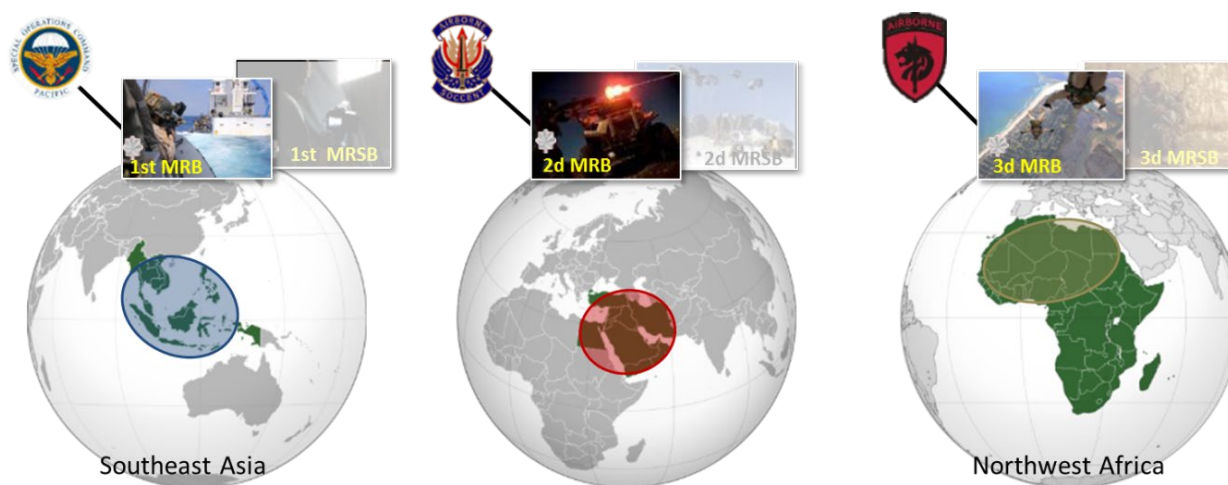 SPECIAL OPERATIONS COMMAND
PACIFIC
AIRBORNE
SOCCENT
AIRBORNE
1st MRB
1st MRSB
2d MRB
2d MRSB
3d MRB
3d MRSB
Southeast Asia
Northwest Africa